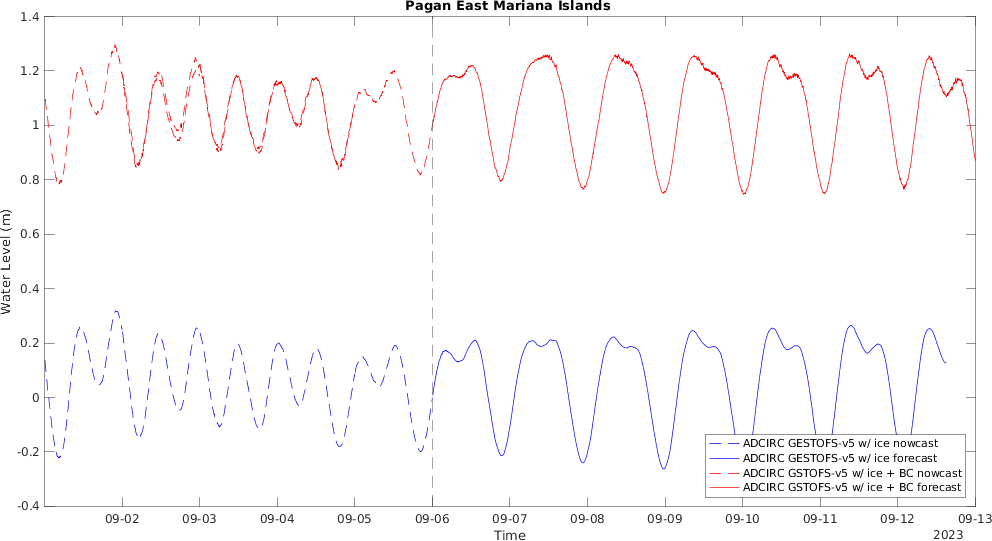 Pagan East Mariana Islands
1.4
1.2
1
0.8
0.6
0.4
0.2
0
-0.2
-0.4
Water Level (m)
ADCIRC GESTOFS-v5 w/ ice nowcast
ADCIRC GESTOFS-v5 w/ ice forecast
ADCIRC GSTOFS-v5 w/ ice + BC nowcast
ADCIRC GSTOFS-v5 w/ ice + BC forecast
09-02 09-03 09-04 09-05 09-06 09-07 09-08 09-09 09-10 09-11 09-12 09-13
Time
2023